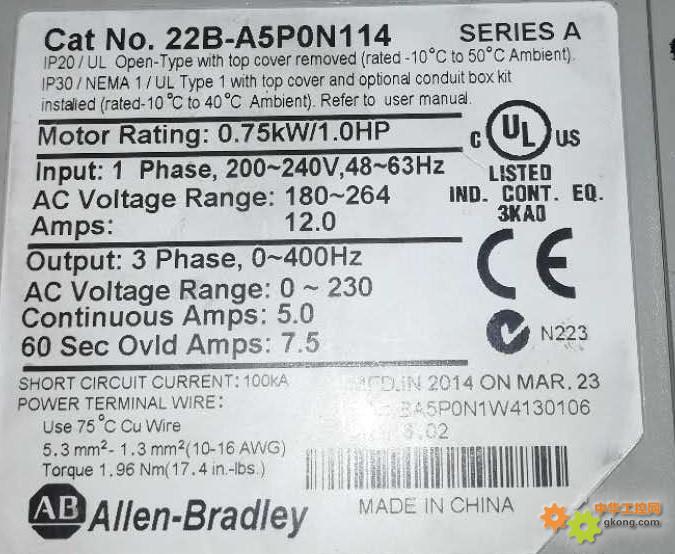 Cat No. 22B-A5P0N114 SERIES A
IP20 / UL Open-Type with top cover removed (rated -10°C to 50°C Ambient).
IP30 / NEMA 1 / UL Type 1 with top cover and optional conduit box kit
installed (rated-10°C to 40°C Ambient). Refer to user manual.
Motor Rating: 0.75kW/1.0HP
C UL US
LISTED
IND. CONT. EQ.
3KA0
Input: 1 Phase, 200~240V,48~63Hz
AC Voltage Range: 180~264
Amps: 12.0
CE
Output: 3 Phase, 0~400Hz
AC Voltage Range: 0 ~ 230
Continuous Amps: 5.0
60 Sec Ovld Amps: 7.5
N223
SHORT CIRCUIT CURRENT: 100kA
POWER TERMINAL WIRE:
Use 75°C Cu Wire
5.3 mm²- 1.3 mm²(10-16 AWG)
Torque 1.96 Nm(17.4 in.-lbs.)
IN 2014 ON MAR. 23
BA5P0N1W4130106
6.02
AB Allen-Bradley
MADE IN CHINA
中华工控网
gkong.com